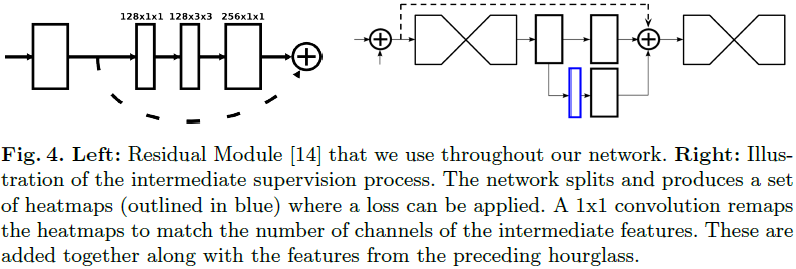 128x1x1 128x3x3 256x1x1
Fig. 4. Left: Residual Module [14] that we use throughout our network. Right: Illus-
tration of the intermediate supervision process. The network splits and produces a set
of heatmaps (outlined in blue) where a loss can be applied. A 1x1 convolution remaps
the heatmaps to match the number of channels of the intermediate features. These are
added together along with the features from the preceding hourglass.